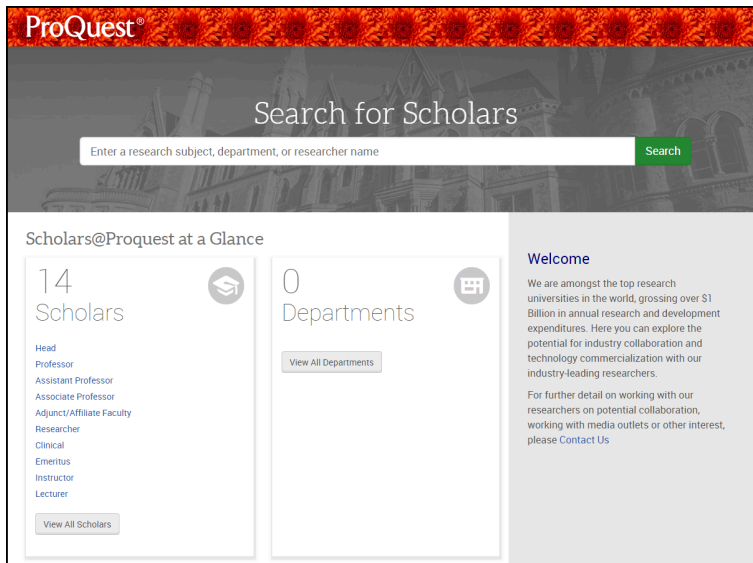 ProQuest®
Search for Scholars
Enter a research subject, department, or researcher name
Search
Scholars@Proquest at a Glance
14
Scholars
Head
Professor
Assistant Professor
Associate Professor
Adjunct/Affiliate Faculty
Researcher
Clinical
Emeritus
Instructor
Lecturer
View All Scholars
0
Departments
View All Departments
Welcome
We are amongst the top research
universities in the world, grossing over $1
Billion in annual research and development
expenditures. Here you can explore the
potential for industry collaboration and
technology commercialization with our
industry-leading researchers.
For further detail on working with our
researchers on potential collaboration,
working with media outlets or other interest,
please Contact Us